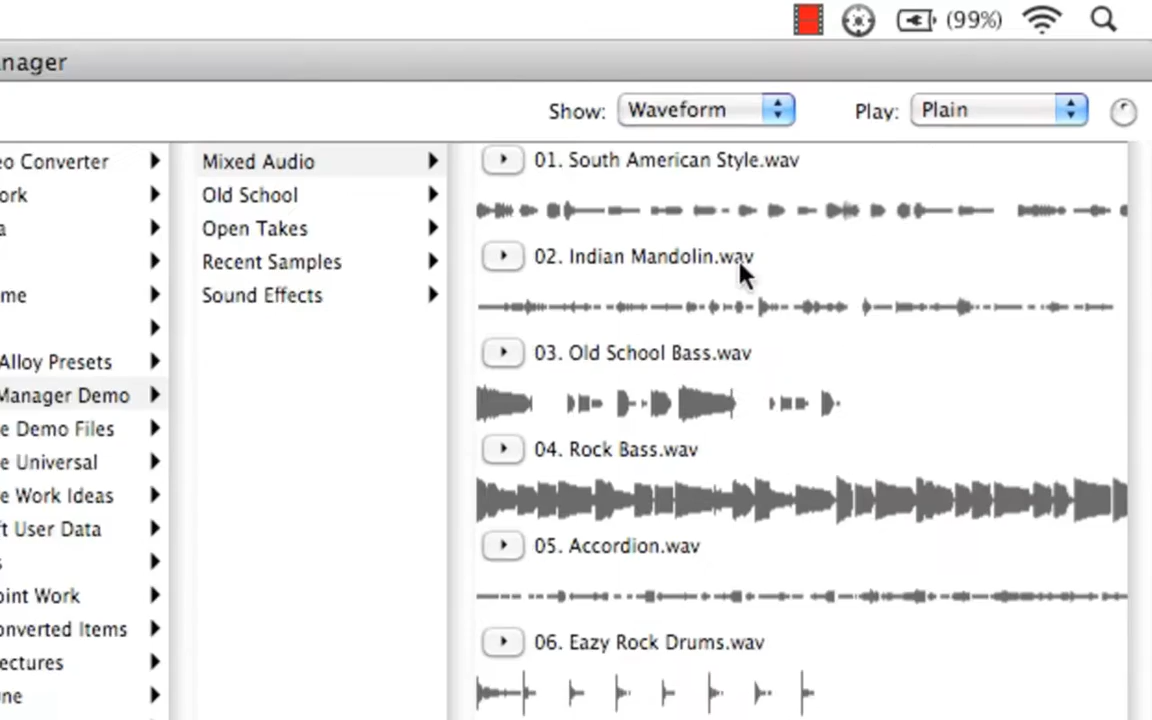 (99%)
nager
Show: Waveform Play: Plain
eo Converter
ork
a
me
Alloy Presets
Manager Demo
e Demo Files
e Universal
e Work Ideas
ft User Data
s
oint Work
onverted Items
ectures
ne
Mixed Audio
Old School
Open Takes
Recent Samples
Sound Effects
01. South American Style.wav
02. Indian Mandolin.wav
03. Old School Bass.wav
04. Rock Bass.wav
05. Accordion.wav
06. Eazy Rock Drums.wav